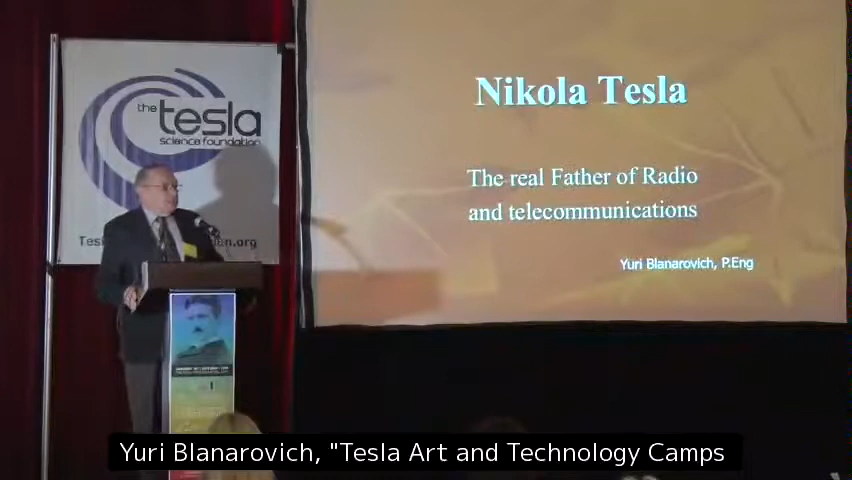 the
tesla
science foundation
Nikola Tesla
The real Father of Radio
and telecommunications
Yuri Blanarovich, P.Eng
Yuri Blanarovich, "Tesla Art and Technology Camps